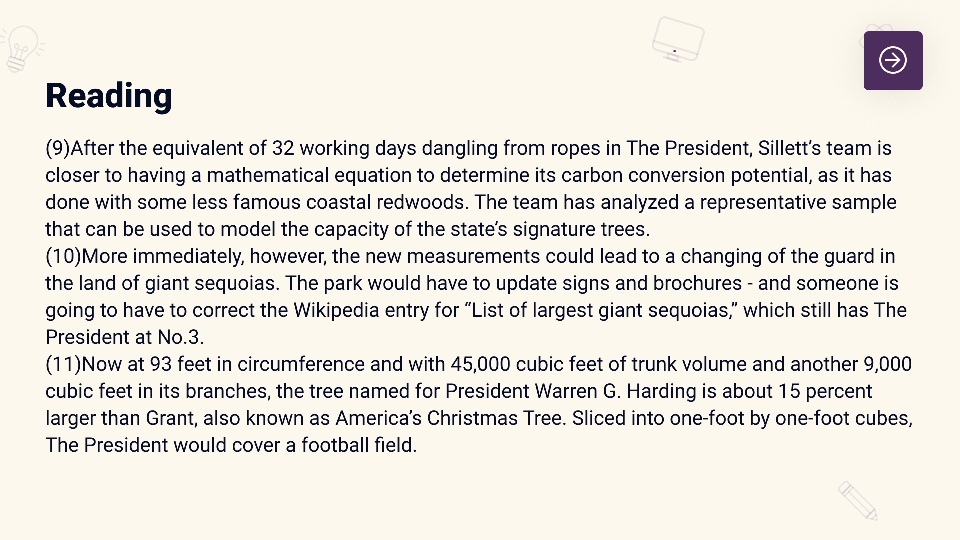 Reading
(9)After the equivalent of 32 working days dangling from ropes in The President, Sillett’s team is
closer to having a mathematical equation to determine its carbon conversion potential, as it has
done with some less famous coastal redwoods. The team has analyzed a representative sample
that can be used to model the capacity of the state’s signature trees.
(10)More immediately, however, the new measurements could lead to a changing of the guard in
the land of giant sequoias. The park would have to update signs and brochures - and someone is
going to have to correct the Wikipedia entry for “List of largest giant sequoias,” which still has The
President at No.3.
(11)Now at 93 feet in circumference and with 45,000 cubic feet of trunk volume and another 9,000
cubic feet in its branches, the tree named for President Warren G. Harding is about 15 percent
larger than Grant, also known as America’s Christmas Tree. Sliced into one-foot by one-foot cubes,
The President would cover a football field.